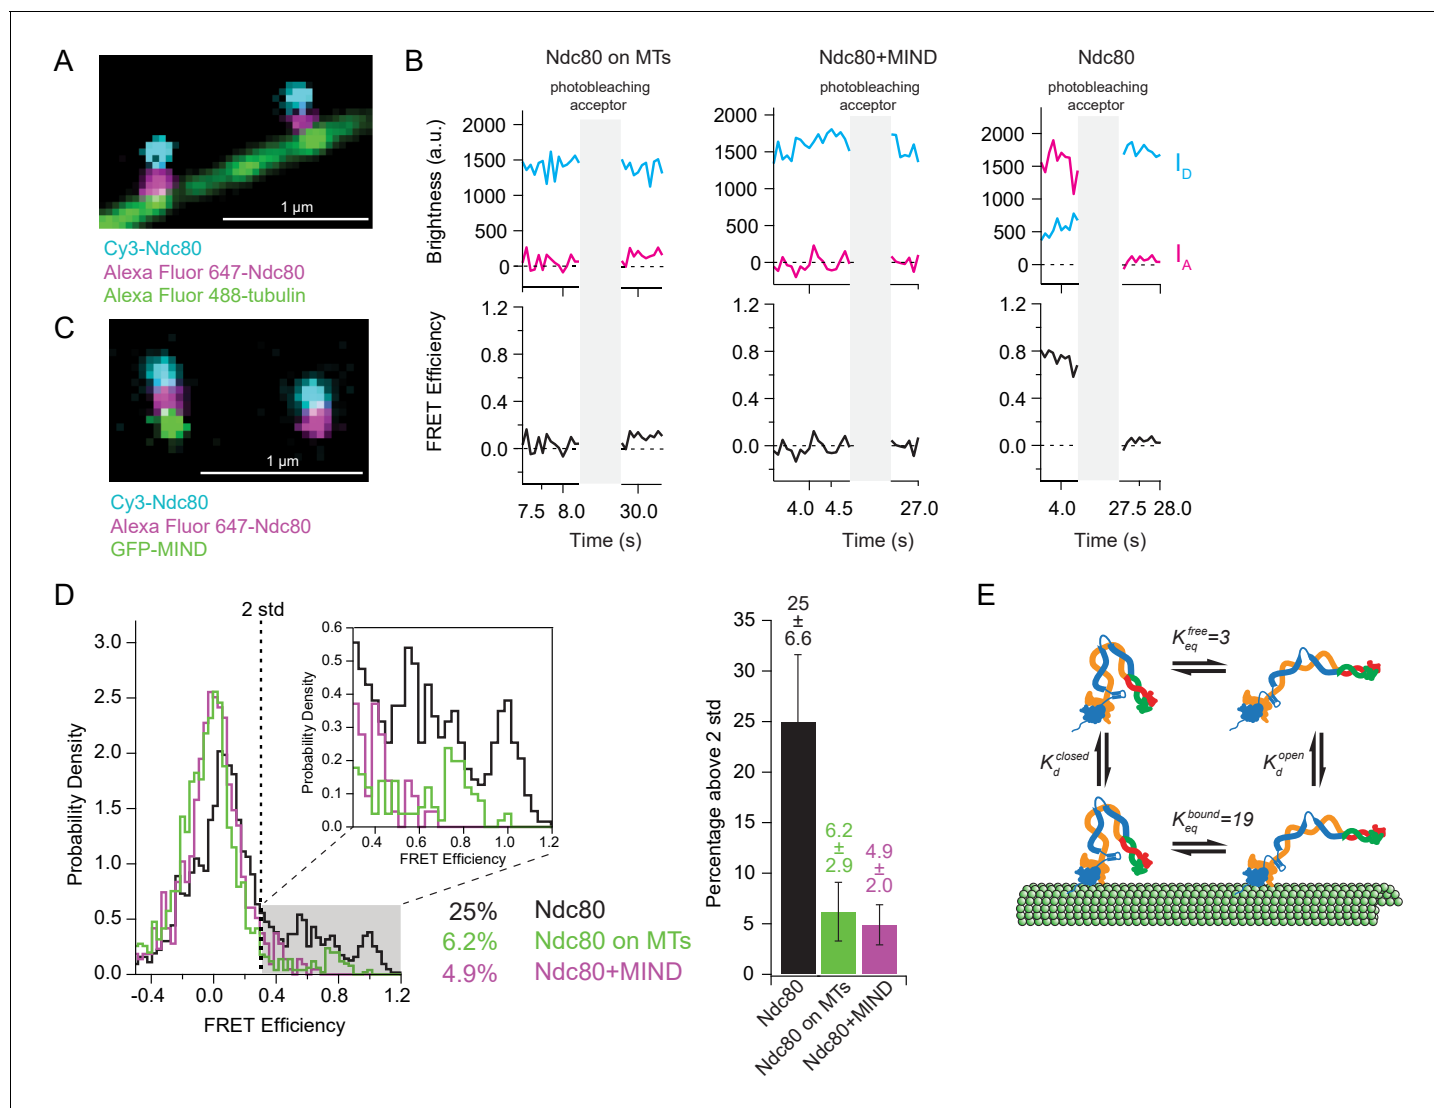 A
1 µm
Cy3-Ndc80
Alexa Fluor 647-Ndc80
Alexa Fluor 488-tubulin
B
Ndc80 on MTs
Ndc80+MIND
Ndc80
photobleaching
acceptor
photobleaching
acceptor
photobleaching
acceptor
Brightness (a.u.)
2000
1500
1000
500
0
2000
1500
1000
500
0
2000
1500
1000
500
0
I_D
I_A
FRET Efficiency
1.2
0.8
0.4
0.0
1.2
0.8
0.4
0.0
1.2
0.8
0.4
0.0
7.5 8.0 30.0
4.0 4.5 27.0
4.0 27.5 28.0
Time (s)
Time (s)
Time (s)
C
1 µm
Cy3-Ndc80
Alexa Fluor 647-Ndc80
GFP-MIND
D
2 std
Probability Density
3.0
2.5
2.0
1.5
1.0
0.5
0.0
-0.4 0.0 0.4 0.8 1.2
FRET Efficiency
Probability Density
0.6
0.5
0.4
0.3
0.2
0.1
0.0
0.4 0.6 0.8 1.0 1.2
FRET Efficiency
25% Ndc80
6.2% Ndc80 on MTs
4.9% Ndc80+MIND
Percentage above 2 std
35
30
25
20
15
10
5
0
25
±
6.6
6.2
±
2.9
4.9
±
2.0
Ndc80
Ndc80 on MTs
Ndc80+MIND
E
K_eq^free=3
K_d^closed
K_d^open
K_eq^bound=19